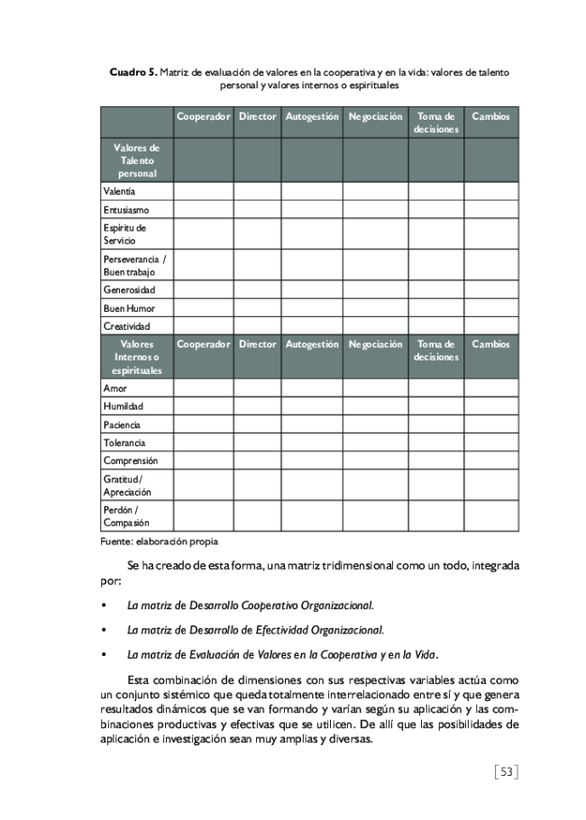 Cuadro 5. Matriz de evaluación de valores en la cooperativa y en la vida: valores de talento
personal y valores internos o espirituales
Cooperador Director Autogestión Negociación Toma de decisiones Cambios
Valores de
Talento
personal
Valentía
Entusiasmo
Espíritu de
Servicio
Perseverancia /
Buen trabajo
Generosidad
Buen Humor
Creatividad
Valores Internos o espirituales Cooperador Director Autogestión Negociación Toma de decisiones Cambios
Amor
Humildad
Paciencia
Tolerancia
Comprensión
Gratitud/
Apreciación
Perdón /
Compasión
Fuente: elaboración propia
Se ha creado de esta forma, una matriz tridimensional como un todo, integrada
por:
• La matriz de Desarrollo Cooperativo Organizacional.
• La matriz de Desarrollo de Efectividad Organizacional.
• La matriz de Evaluación de Valores en la Cooperativa y en la Vida.
Esta combinación de dimensiones con sus respectivas variables actúa como
un conjunto sistémico que queda totalmente interrelacionado entre sí y que genera
resultados dinámicos que se van formando y varían según su aplicación y las com-
binaciones productivas y efectivas que se utilicen. De allí que las posibilidades de
aplicación e investigación sean muy amplias y diversas.
[53]